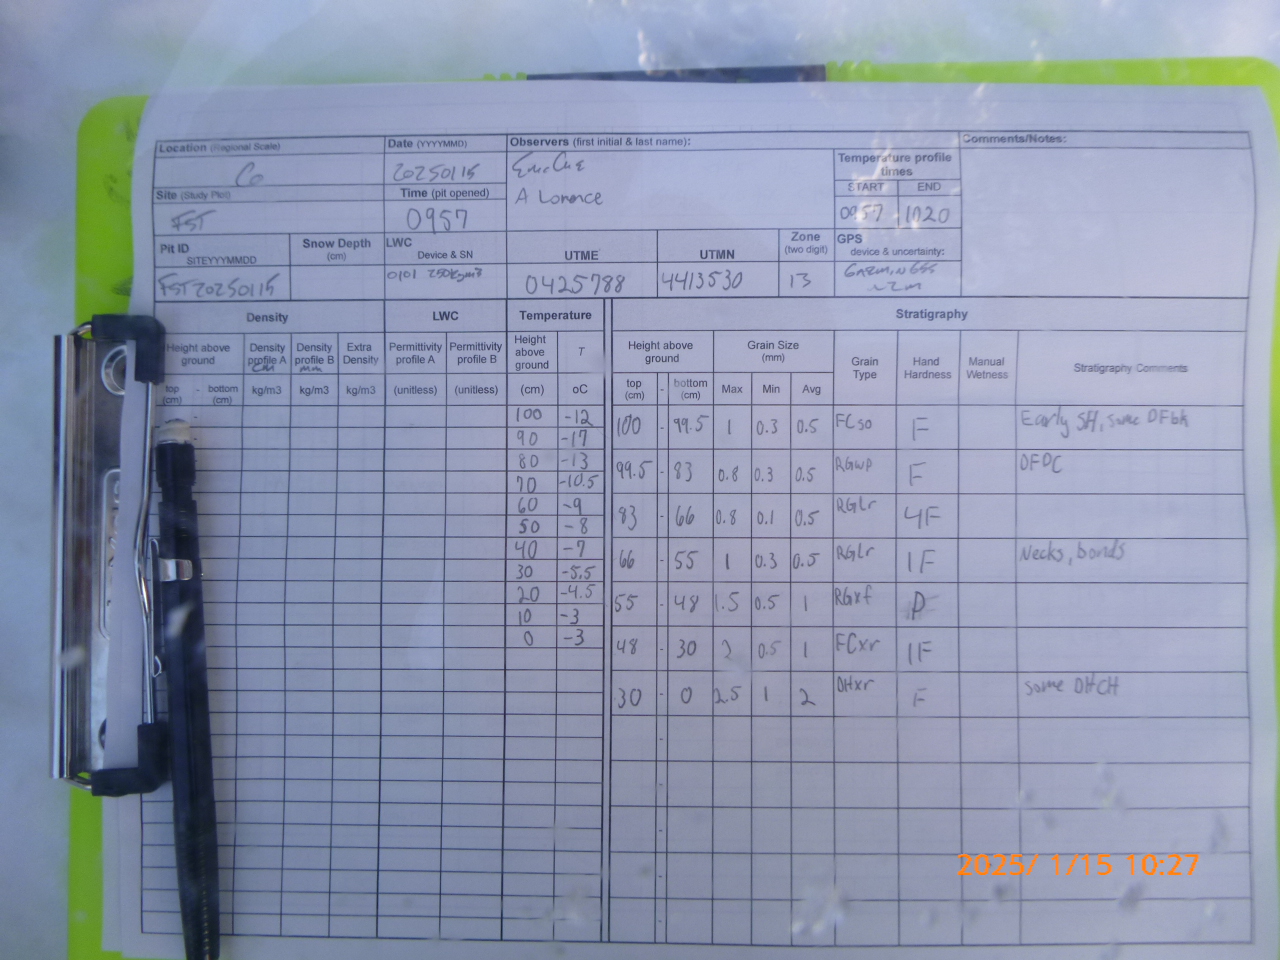 Location (Regional Scale) Date (YYYYMMDD) Observers (first initial & last name): Comments/Notes:
Co 20250115
Temperature profile times
Site (Study Plot) Time (pit opened) A Lorence START END
FST 0957 0957 1020
Pit ID SITEYYYYMMDD Snow Depth (cm) LWC Device & SN UTME UTMN Zone (two digit) GPS device & uncertainty:
FST20250115 0101 250kgm3 0425788 4413530 13 ~2m
Density LWC Temperature Stratigraphy
Height above ground Density profile A Density profile B Extra Density Permittivity profile A Permittivity profile B Height above ground T Height above ground Grain Size (mm) Grain Type Hand Hardness Manual Wetness Stratigraphy Comments
top (cm) - bottom (cm) kg/m3 kg/m3 kg/m3 (unitless) (unitless) (cm) oC top (cm) - bottom (cm) Max Min Avg
100 -12
90 -17
80 -13
70 -10.5
60 -9
50 -8
40 -7
30 -5.5
20 -4.5
10 -3
0 -3
100 - 99.5 1 0.3 0.5 FCso F Early SH, some DFbk
99.5 - 83 0.8 0.3 0.5 RGwp F DFDC
83 - 66 0.8 0.1 0.5 RGlr 4F
66 - 55 1 0.3 0.5 RGlr 1F Necks, bonds
55 - 48 1.5 0.5 1 RGxf P
48 - 30 2 0.5 1 FCxr 1F
30 - 0 2.5 1 2 DHxr F some DHCH
2025/ 1/15 10:27